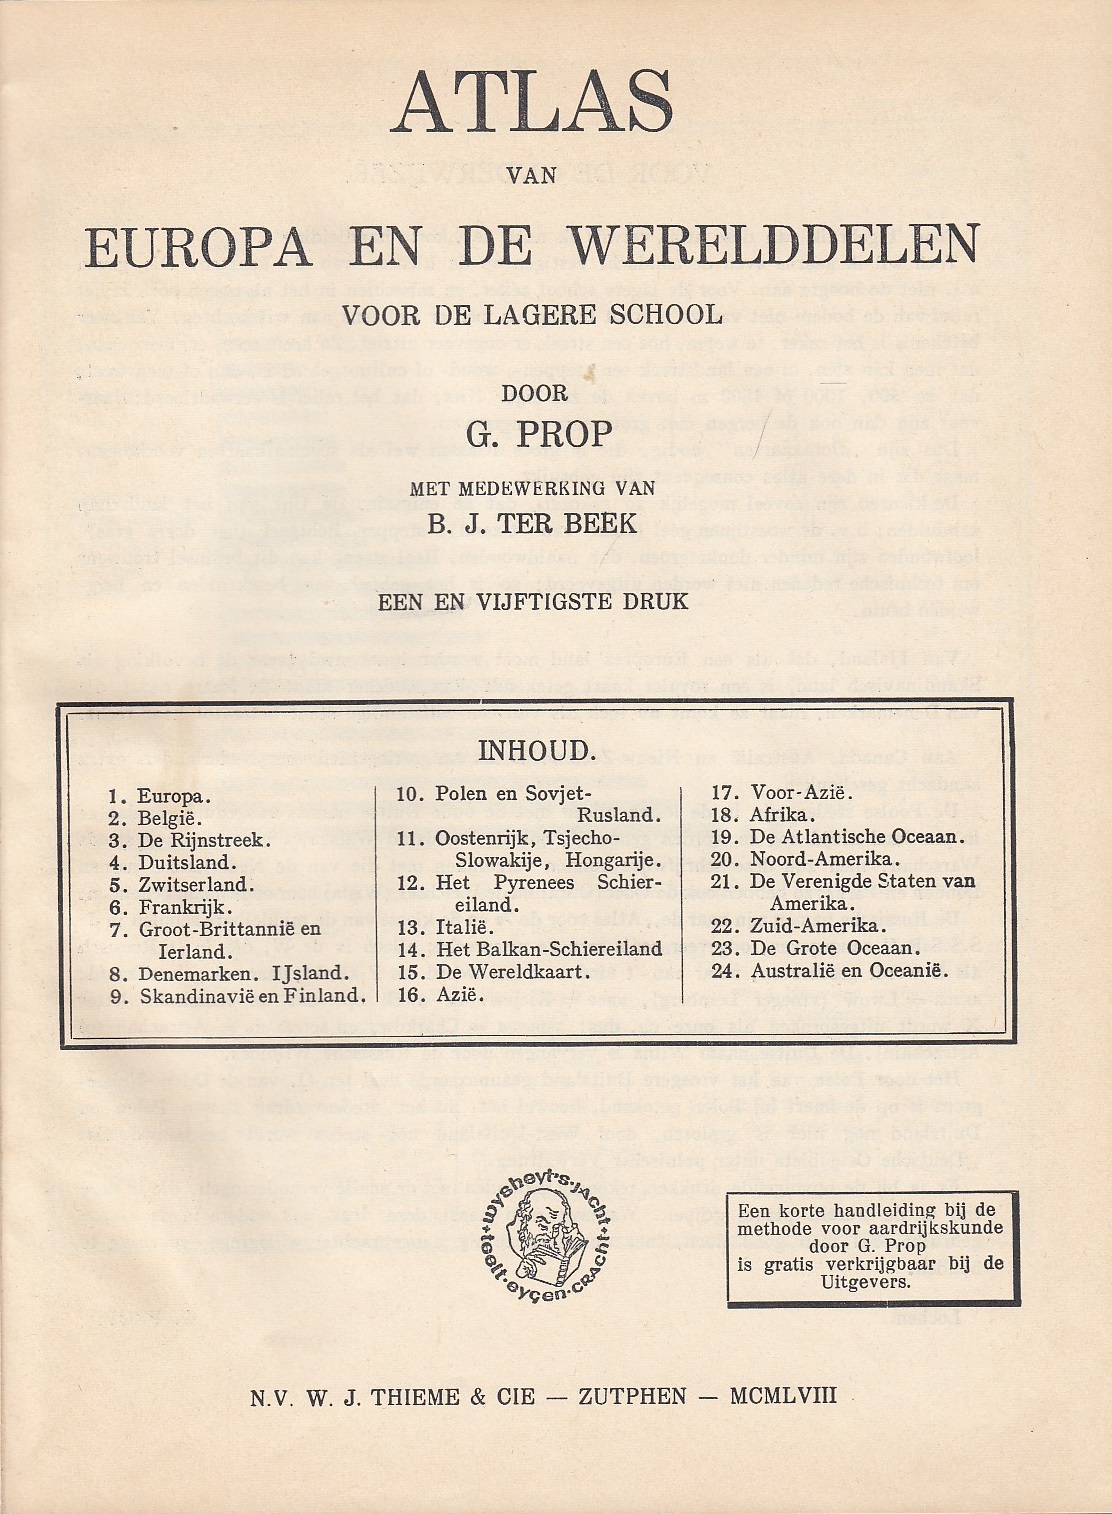 ATLAS
VAN
EUROPA EN DE WERELDDELEN
VOOR DE LAGERE SCHOOL
DOOR
G. PROP
MET MEDEWERKING VAN
B. J. TER BEEK
EEN EN VIJFTIGSTE DRUK
INHOUD.
1. Europa.
2. België.
3. De Rijnstreek.
4. Duitsland.
5. Zwitserland.
6. Frankrijk.
7. Groot-Brittannië en
Ierland.
8. Denemarken. IJsland.
9. Skandinavië en Finland.
10. Polen en Sovjet-
Rusland.
11. Oostenrijk, Tsjecho-
Slowakije, Hongarije.
12. Het Pyrenees Schier-
eiland.
13. Italië.
14. Het Balkan-Schiereiland
15. De Wereldkaart.
16. Azië.
17. Voor-Azië.
18. Afrika.
19. De Atlantische Oceaan.
20. Noord-Amerika.
21. De Verenigde Staten van
Amerika.
22. Zuid-Amerika.
23. De Grote Oceaan.
24. Australië en Oceanië.
wysheyt's·jacht
teelt·eygen·cracht
Een korte handleiding bij de
methode voor aardrijkskunde
door G. Prop
is gratis verkrijgbaar bij de
Uitgevers.
N.V. W. J. THIEME & CIE — ZUTPHEN — MCMLVIII